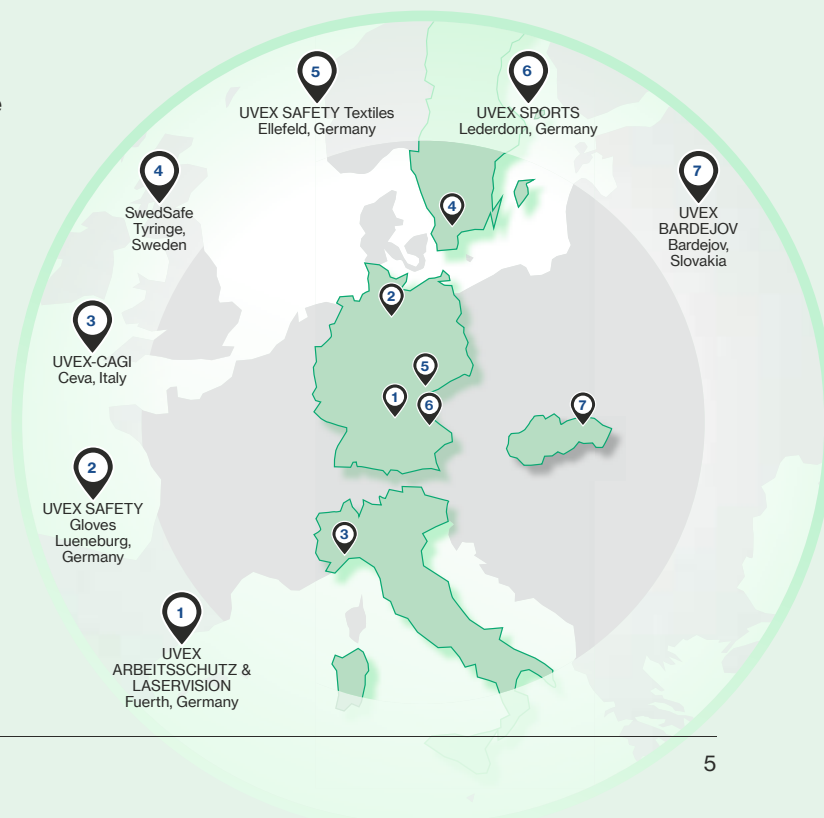 e
5
UVEX SAFETY Textiles
Ellefeld, Germany
6
UVEX SPORTS
Lederdorn, Germany
4
SwedSafe
Tyringe,
Sweden
7
UVEX
BARDEJOV
Bardejov,
Slovakia
3
UVEX-CAGI
Ceva, Italy
2
UVEX SAFETY
Gloves
Lueneburg,
Germany
1
UVEX
ARBEITSSCHUTZ &
LASERVISION
Fuerth, Germany
4
2
5
1
6
7
3
5